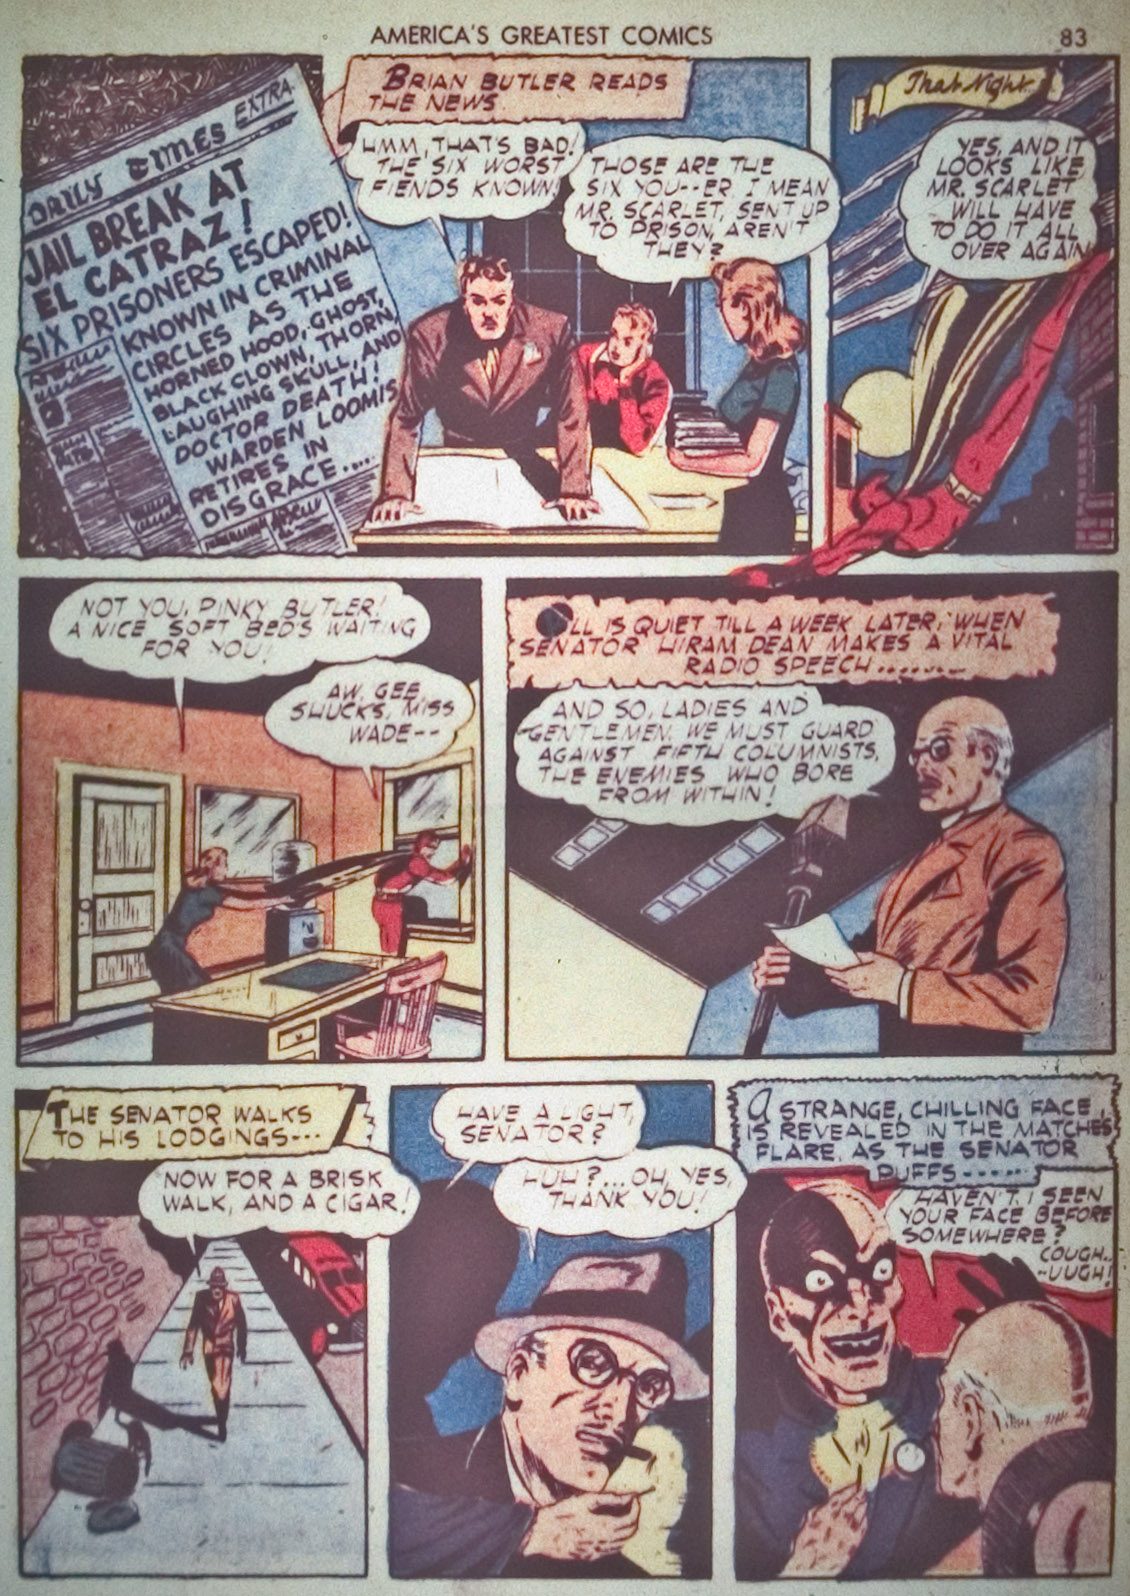 AMERICA'S GREATEST COMICS
83
DAILY TIMES EXTRA
JAIL BREAK AT
EL CATRAZ!
SIX PRISONERS ESCAPED!
KNOWN IN CRIMINAL
CIRCLES AS THE
HORNED HOOD, GHOST,
BLACK CLOWN, THORN,
LAUGHING SKULL, AND
DOCTOR DEATH!
WARDEN LOOMIS
RETIRES IN
DISGRACE....
BRIAN BUTLER READS
THE NEWS.
HMM, THAT'S BAD!
THE SIX WORST
FIENDS KNOWN!
THOSE ARE THE
SIX YOU--ER, I MEAN
MR. SCARLET, SENT UP
TO PRISON, AREN'T
THEY?
That Night..
YES, AND IT
LOOKS LIKE
MR. SCARLET
WILL HAVE
TO DO IT ALL
OVER AGAIN
NOT YOU, PINKY BUTLER!
A NICE SOFT BED'S WAITING
FOR YOU!
AW, GEE,
SHUCKS, MISS
WADE--
ALL IS QUIET TILL A WEEK LATER, WHEN
SENATOR HIRAM DEAN MAKES A VITAL
RADIO SPEECH........
AND SO, LADIES AND
GENTLEMEN, WE MUST GUARD
AGAINST FIFTH COLUMNISTS,
THE ENEMIES WHO BORE
FROM WITHIN!
THE SENATOR WALKS
TO HIS LODGINGS---
NOW FOR A BRISK
WALK, AND A CIGAR!
HAVE A LIGHT,
SENATOR?
HUH?...OH, YES,
THANK YOU!
A STRANGE, CHILLING FACE,
IS REVEALED IN THE MATCHES
FLARE, AS THE SENATOR
PUFFS------
HAVEN'T I SEEN
YOUR FACE BEFORE
SOMEWHERE?
COUGH..
~UUGH!